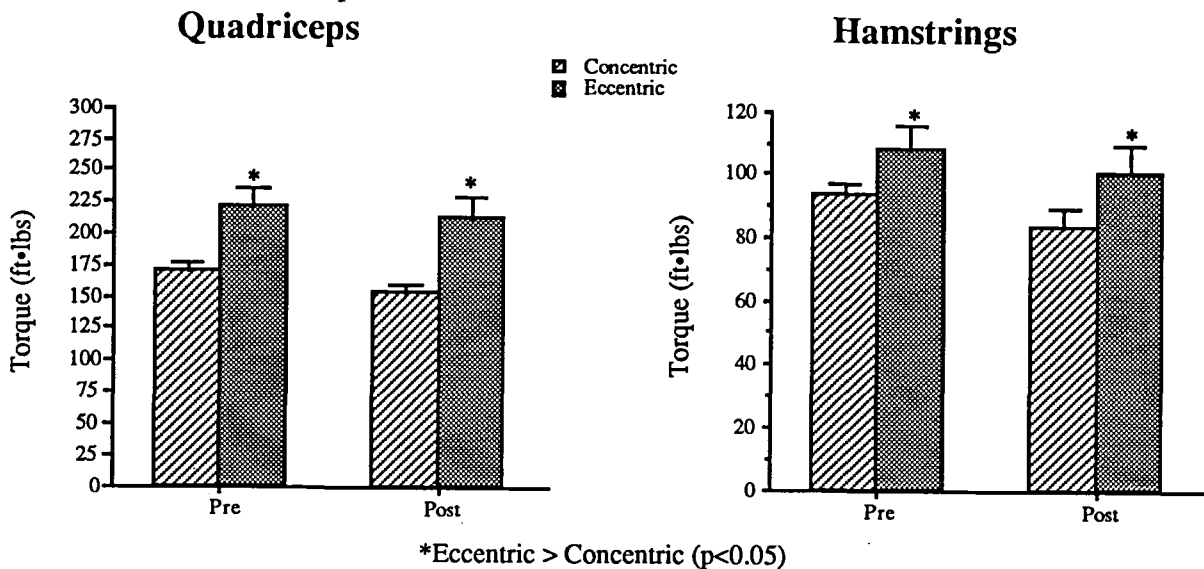 Quadriceps
Hamstrings
Concentric
Eccentric
Torque (ft•lbs)
300
275
250
225
200
175
150
125
100
75
50
25
0
Pre
Post
Torque (ft•lbs)
120
100
80
60
40
20
0
Pre
Post
*
*
*
*
*Eccentric > Concentric (p<0.05)